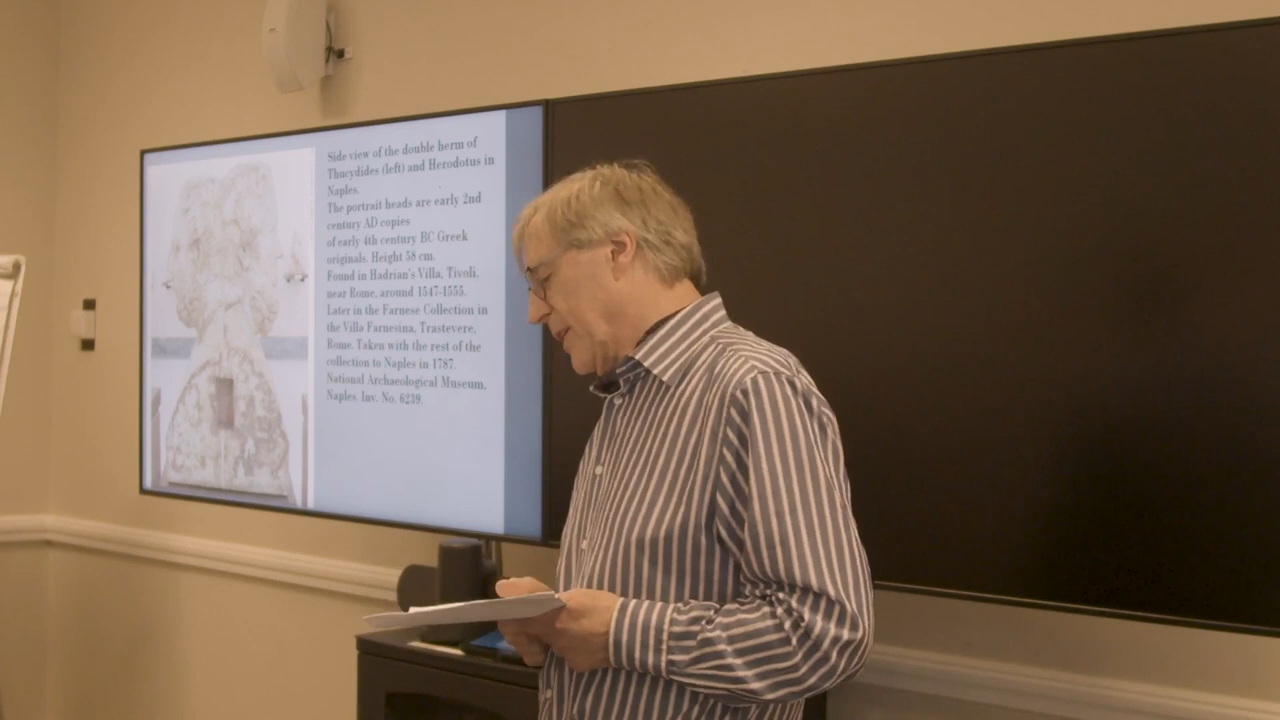 Side view of the double herm of
Thucydides (left) and Herodotus in
Naples.
The portrait heads are early 2nd
century AD copies
of early 4th century BC Greek
originals. Height 58 cm.
Found in Hadrian's Villa, Tivoli,
near Rome, around 1547-1555.
Later in the Farnese Collection in
the Villa Farnesina, Trastevere,
Rome. Taken with the rest of the
collection to Naples in 1787.
National Archaeological Museum,
Naples. Inv. No. 6239.